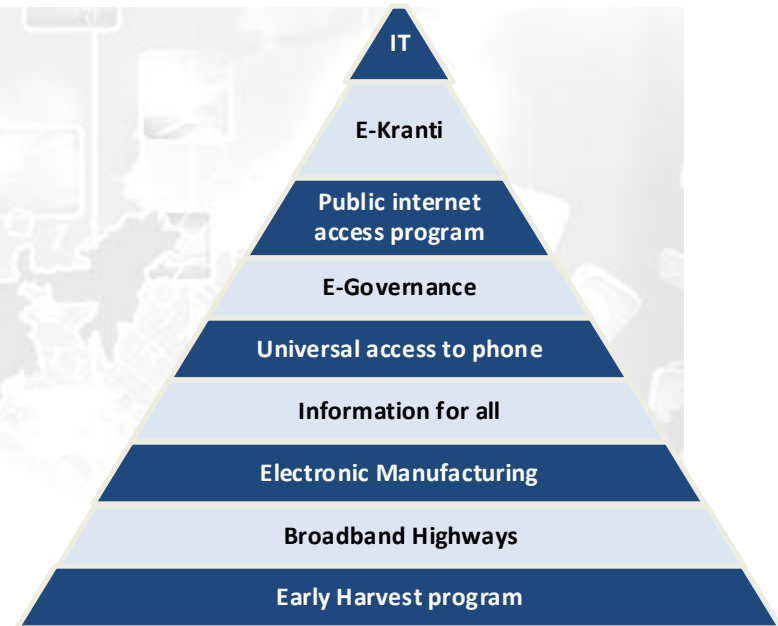 IT
E-Kranti
Public internet
access program
E-Governance
Universal access to phone
Information for all
Electronic Manufacturing
Broadband Highways
Early Harvest program